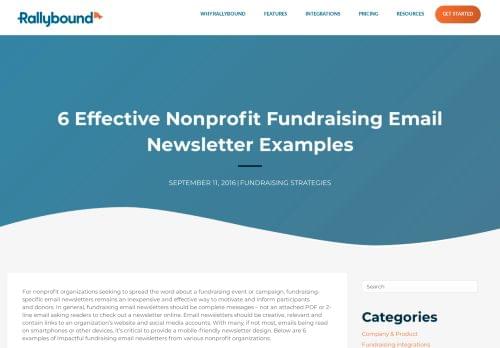 Rallybound
WHY RALLYBOUND
FEATURES
INTEGRATIONS
PRICING
RESOURCES
GET STARTED
6 Effective Nonprofit Fundraising Email
Newsletter Examples
SEPTEMBER 11, 2016 | FUNDRAISING STRATEGIES
For nonprofit organizations seeking to spread the word about a fundraising event or campaign, fundraising-
specific email newsletters remains an inexpensive and effective way to motivate and inform participants
and donors. In general, fundraising email newsletters should be complete messages – not an attached PDF or 2-
line email seking readers to check out a newsletter online. Email newsletters should be creative, relevant and
contain links to an organization's website and social media accounts. With many, if not most, emails being read
on smartphones or other devices, it's critical to provide a mobile-friendly newsletter design. Below are 6
examples of impactful fundraising email newsletters from various nonprofit organizations.
Search
Categories
Company & Product
Fundraising Integrations